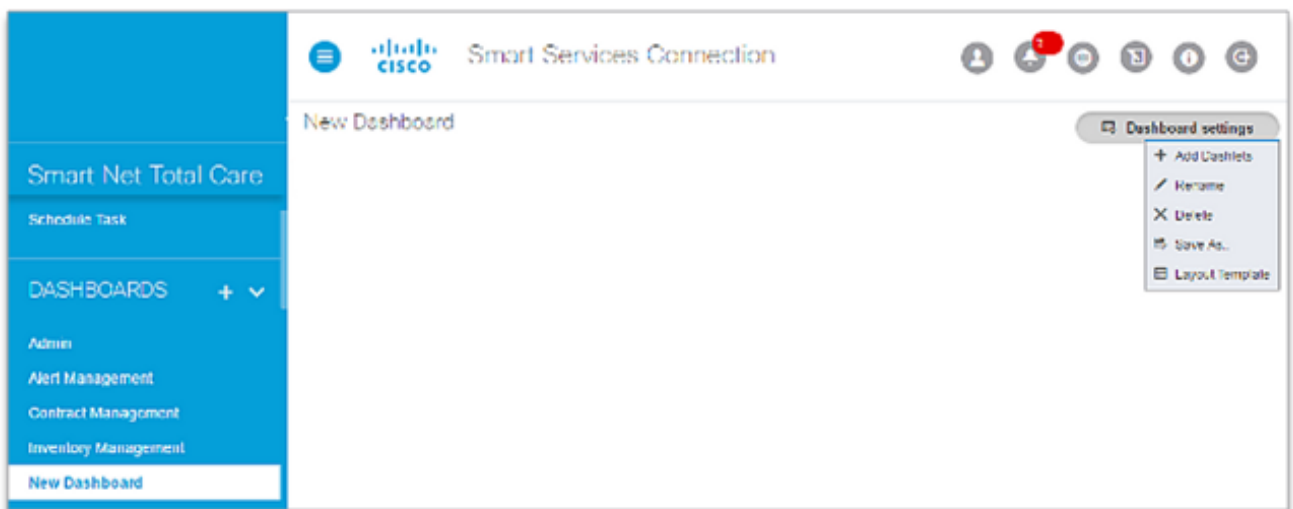 CISCO
Smart Services Connection
New Dashboard
Dashboard settings
+ Add Dashlets
Rename
Delete
Save As..
Layout Template
Smart Net Total Care
Schedule Task
DASHBOARDS +
Admin
Alert Management
Contract Management
Inventory Management
New Dashboard